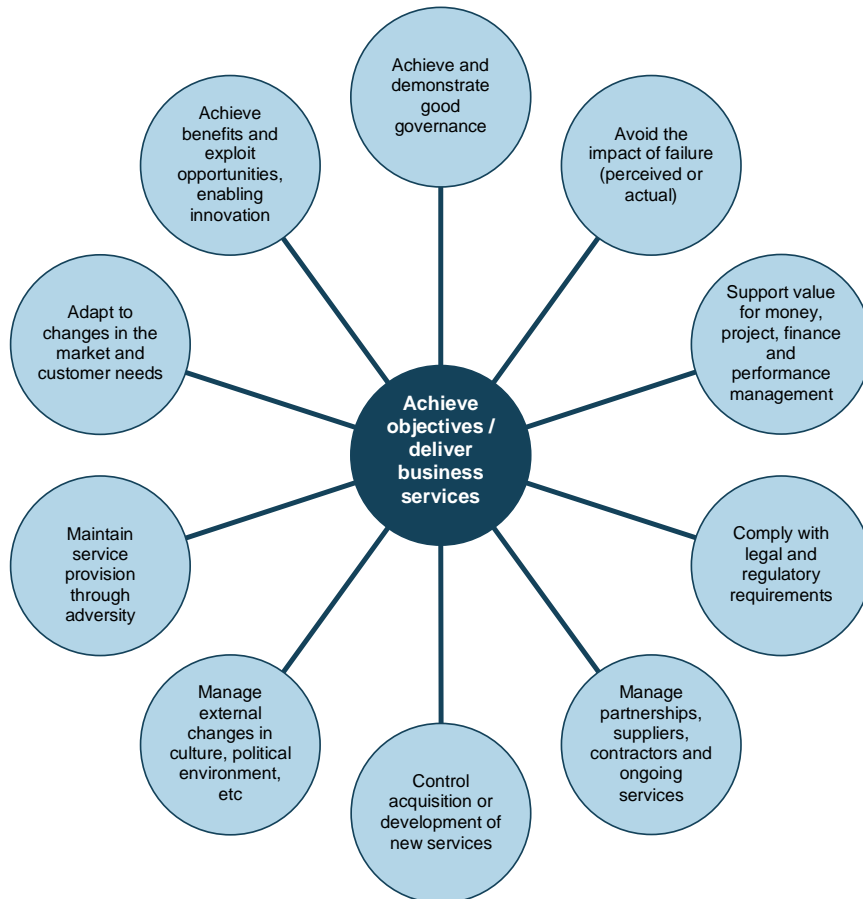 Achieve and
demonstrate
good
governance
Avoid the
impact of failure
(perceived or
actual)
Support value
for money,
project, finance
and
performance
management
Comply with
legal and
regulatory
requirements
Manage
partnerships,
suppliers,
contractors and
ongoing
services
Control
acquisition or
development of
new services
Manage
external
changes in
culture, political
environment,
etc
Maintain
service
provision
through
adversity
Adapt to
changes in the
market and
customer needs
Achieve
benefits and
exploit
opportunities,
enabling
innovation
Achieve
objectives /
deliver
business
services